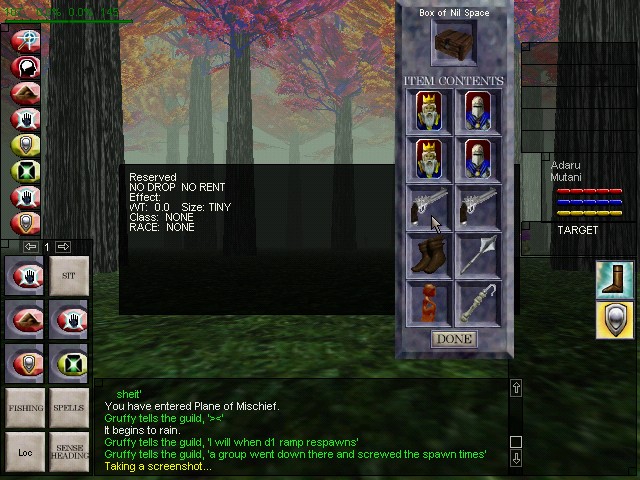 Box of Nil Space
ITEM CONTENTS
Reserved
NO DROP NO RENT
Effect:
WT: 0.0 Size: TINY
Class: NONE
RACE: NONE
Adaru
Mutani
TARGET
1
SIT
DONE
FISHING
SPELLS
Loc
SENSE
HEADING
sheit'
You have entered Plane of Mischief.
Gruffy tells the guild, '><'
It begins to rain.
Gruffy tells the guild, 'I will when d1 ramp respawns'
Gruffy tells the guild, 'a group went down there and screwed the spawn times'
Taking a screenshot...